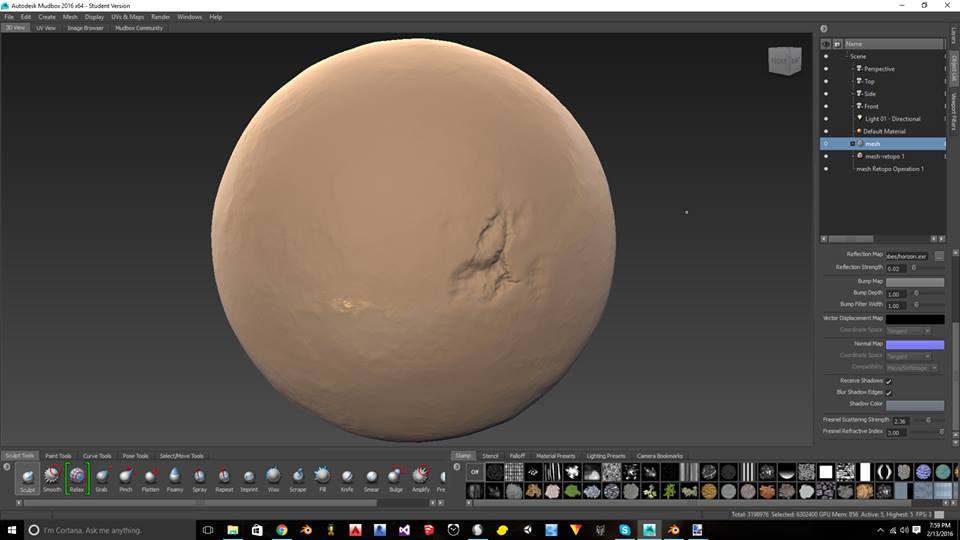 Autodesk Mudbox 2016 x64 - Student Version
File Edit Create Mesh Display UVs & Maps Render Windows Help
3D View UV View Image Browser Mudbox Community
Name
Scene
Perspective
Top
Side
Front
Light 01 - Directional
Default Material
mesh
mesh-retopo 1
mesh Retopo Operation 1
Layers
Object List
Viewport Filters
Reflection Map obes/horizon.exr ...
Reflection Strength 0.02
Bump Map
Bump Depth 1.00
Bump Filter Width 1.00
Vector Displacement Map
Coordinate Space Tangent
Normal Map
Coordinate Space Tangent
Compatibility Maya/Softimage
Receive Shadows
Blur Shadow Edges
Shadow Color
Fresnel Scattering Strength 2.36
Fresnel Refractive Index 3.00
Sculpt Tools Paint Tools Curve Tools Pose Tools Select/Move Tools
Sculpt Smooth Relax Grab Pinch Flatten Foamy Spray Repeat Imprint Wax Scrape Fill Knife Smear Bulge Amplify Fre
Stamp Stencil Falloff Material Presets Lighting Presets Camera Bookmarks
Off
Total: 3198976 Selected: 6302400 GPU Mem: 856 Active: 5, Highest: 5 FPS: 3
I'm Cortana. Ask me anything.
7:59 PM
2/13/2016